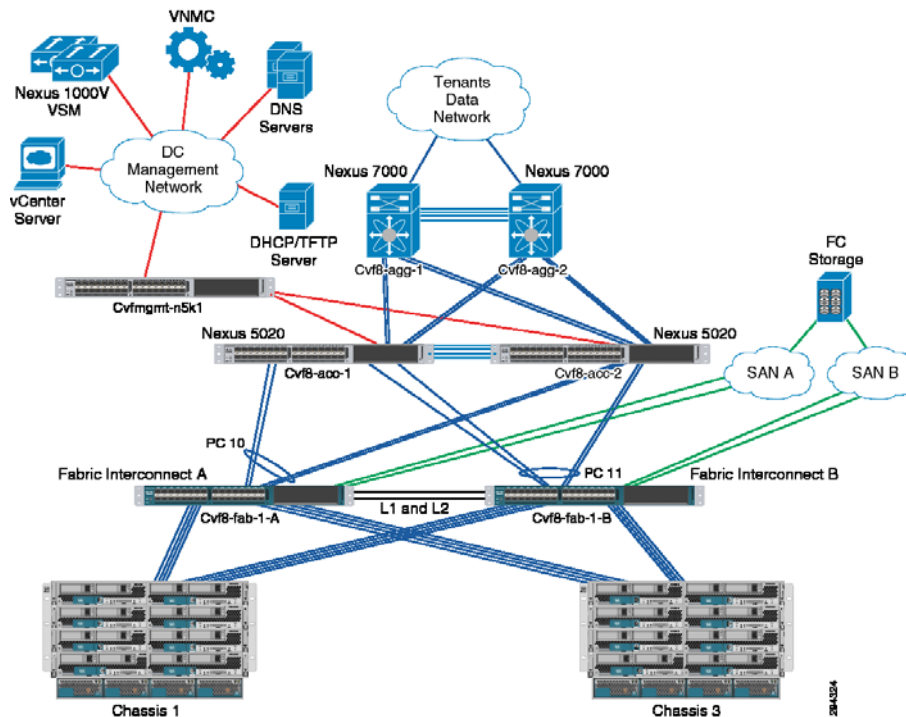 VNMC
Nexus 1000V
VSM
DNS
Servers
Tenants
Data
Network
DC
Management
Network
vCenter
Server
DHCP/TFTP
Server
Nexus 7000
Nexus 7000
Cvf8-agg-1
Cvf8-agg-2
FC
Storage
Cvfmgmt-n5k1
Nexus 5020
Nexus 5020
Cvf8-acc-1
Cvf8-acc-2
SAN A
SAN B
PC 10
PC 11
Fabric Interconnect A
Fabric Interconnect B
L1 and L2
Cvf8-fab-1-A
Cvf8-fab-1-B
Chassis 1
Chassis 3
294324